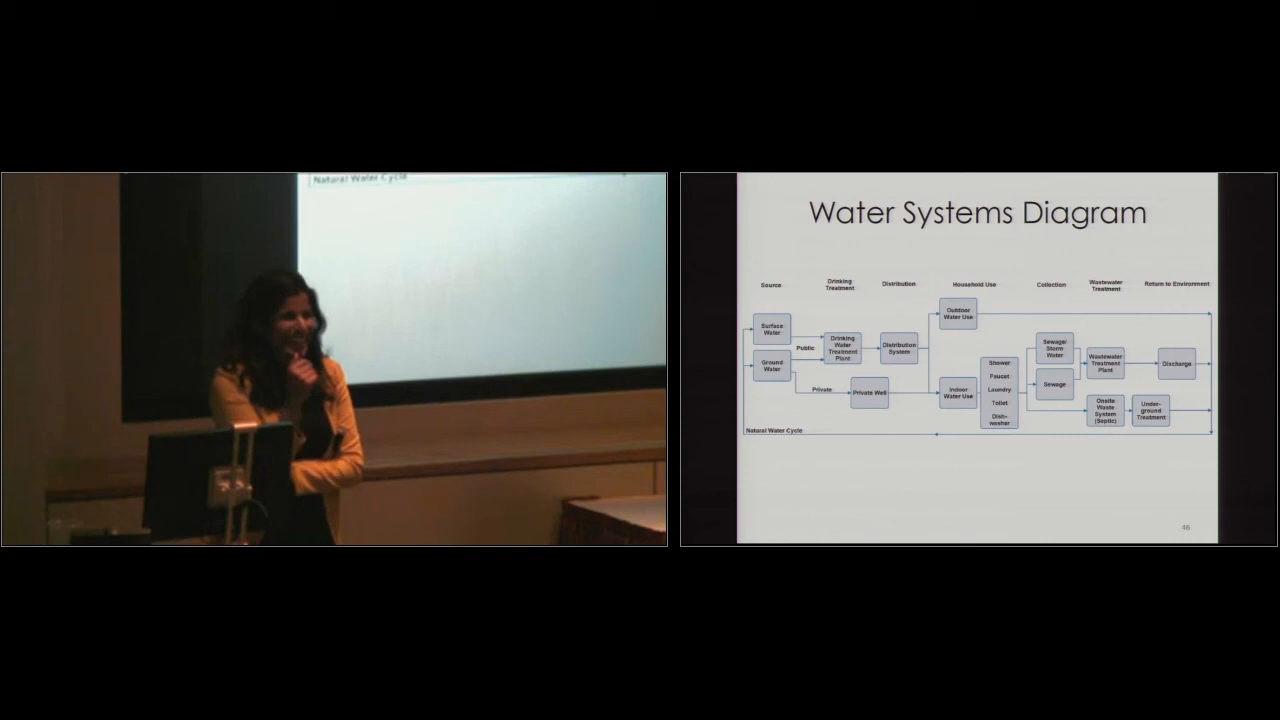 Natural Water Cycle
Water Systems Diagram
Source
Drinking
Treatment
Distribution
Household Use
Collection
Wastewater
Treatment
Return to Environment
Surface
Water
Ground
Water
Public
Private
Drinking
Water
Treatment
Plant
Distribution
System
Private Well
Outdoor
Water Use
Indoor
Water Use
Shower
Faucet
Laundry
Toilet
Dish-
washer
Sewage/
Storm
Water
Sewage
Wastewater
Treatment
Plant
Onsite
Waste
System
(Septic)
Under-
ground
Treatment
Discharge
Natural Water Cycle
46